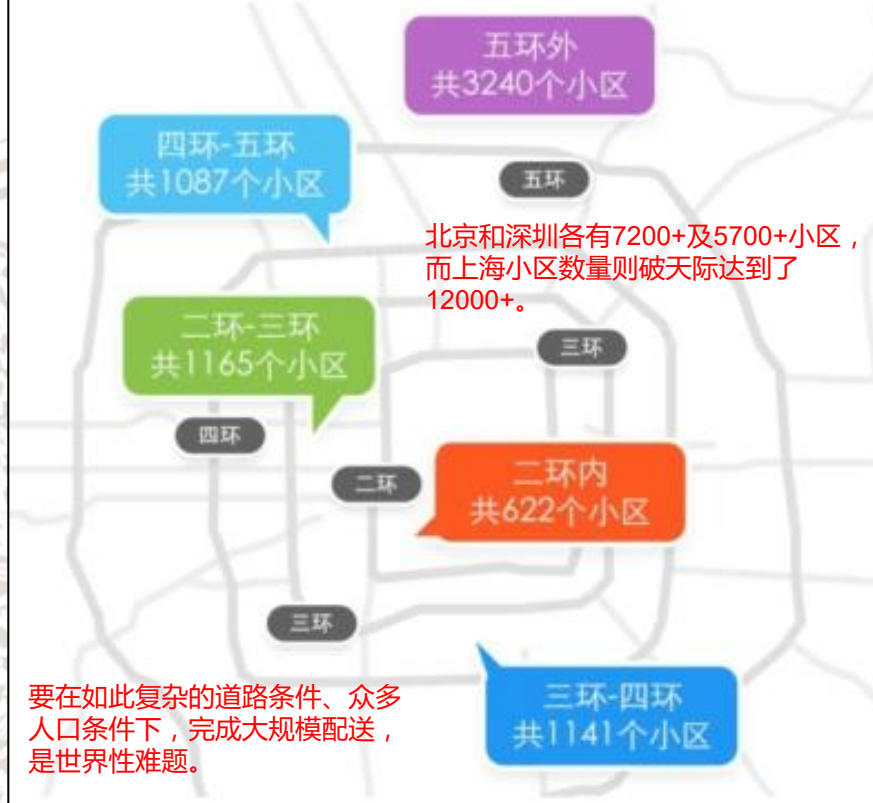 五环外
共3240个小区
四环-五环
共1087个小区
五环
北京和深圳各有7200+及5700+小区，
而上海小区数量则破天际达到了
12000+。
二环-三环
共1165个小区
三环
四环
二环
二环内
共622个小区
三环
要在如此复杂的道路条件、众多
人口条件下，完成大规模配送，
是世界性难题。
三环-四环
共1141个小区